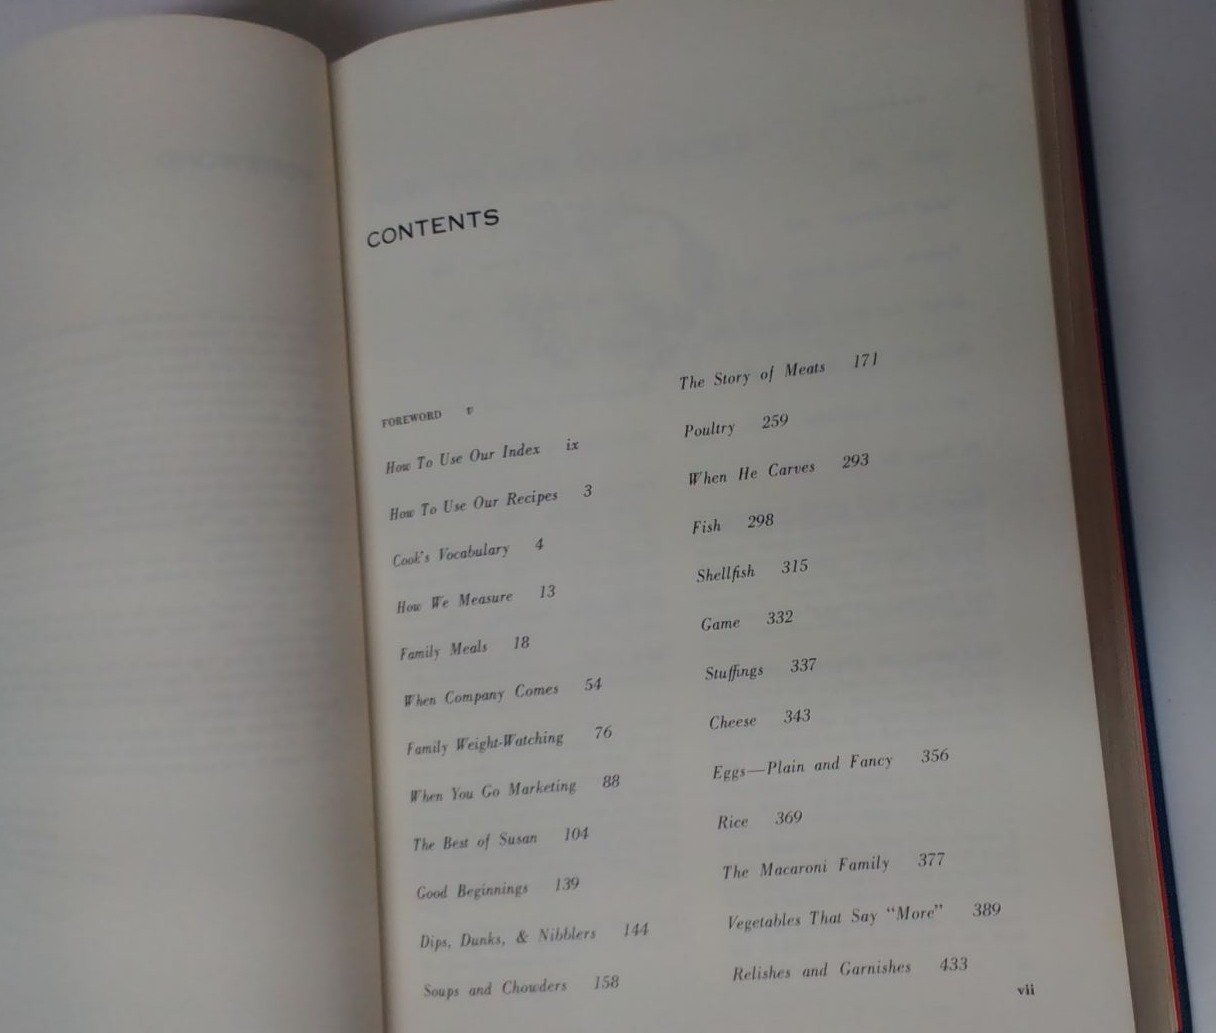 CONTENTS
FOREWORD v
How To Use Our Index ix
How To Use Our Recipes 3
Cook's Vocabulary 4
How We Measure 13
Family Meals 18
When Company Comes 54
Family Weight-Watching 76
When You Go Marketing 88
The Best of Susan 104
Good Beginnings 139
Dips, Dunks, & Nibblers 144
Soups and Chowders 158
The Story of Meats 171
Poultry 259
When He Carves 293
Fish 298
Shellfish 315
Game 332
Stuffings 337
Cheese 343
Eggs—Plain and Fancy 356
Rice 369
The Macaroni Family 377
Vegetables That Say “More” 389
Relishes and Garnishes 433
vii